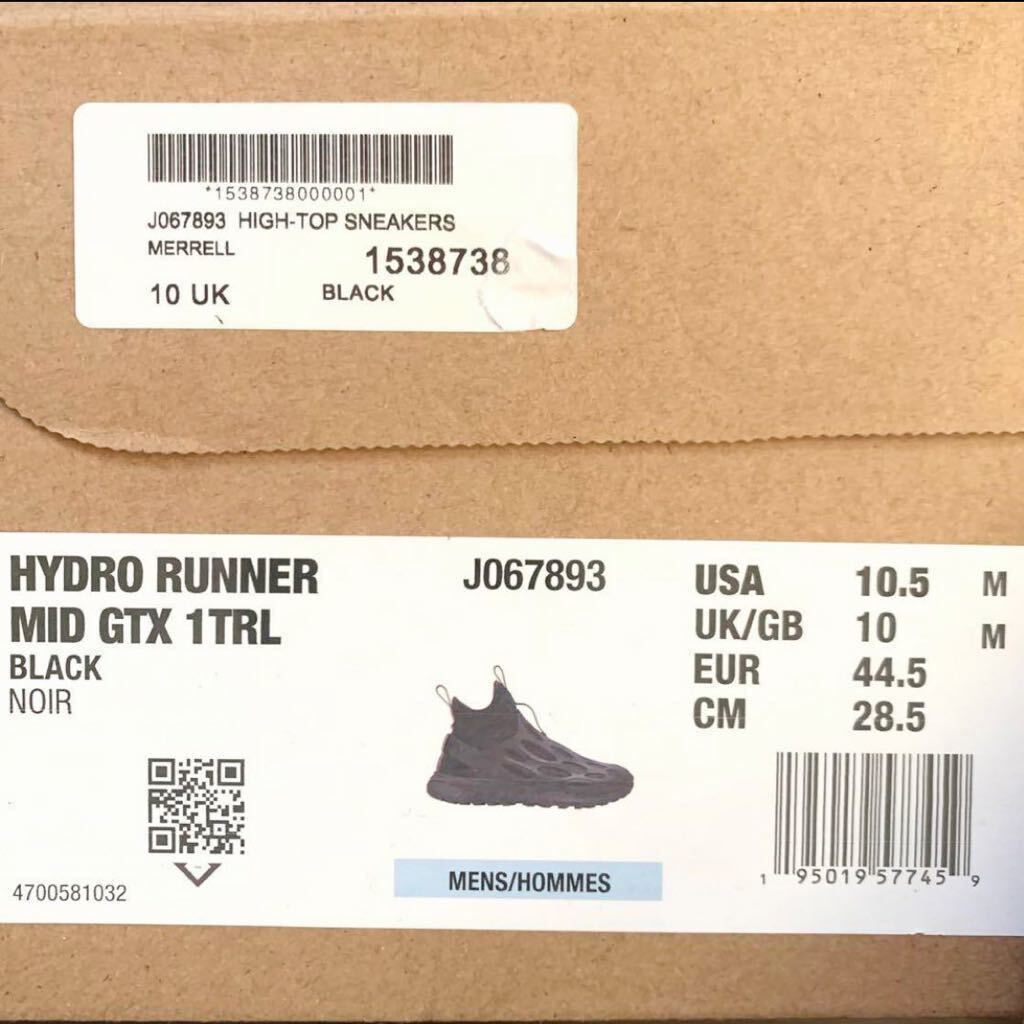 *1538738000001*
J067893 HIGH-TOP SNEAKERS
MERRELL
1538738
10 UK BLACK
HYDRO RUNNER
MID GTX 1TRL
BLACK
NOIR
4700581032
J067893
MENS/HOMMES
USA 10.5 M
UK/GB 10 M
EUR 44.5
CM 28.5
1 95019 57745 9